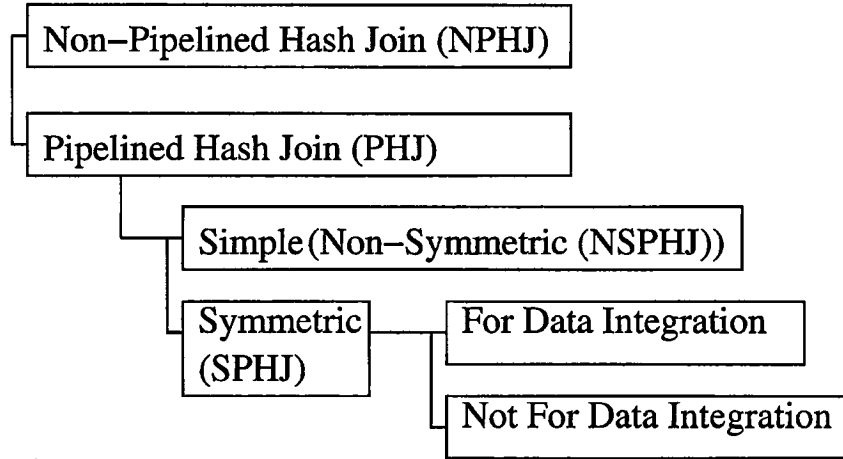 Non–Pipelined Hash Join (NPHJ)
Pipelined Hash Join (PHJ)
Simple (Non–Symmetric (NSPHJ))
Symmetric
(SPHJ)
For Data Integration
Not For Data Integration